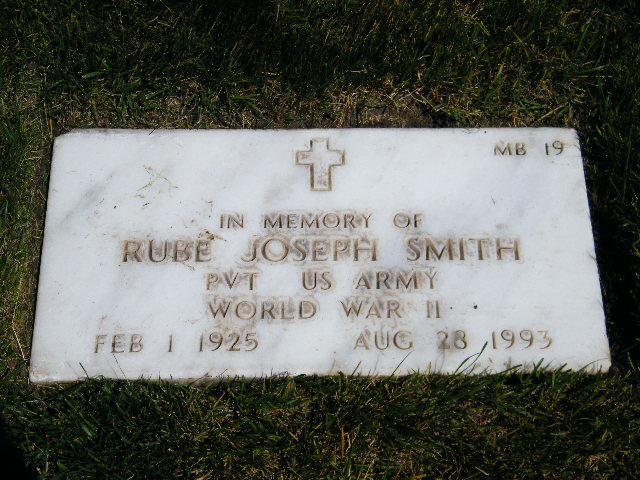 MB 19
IN MEMORY OF
RUBE JOSEPH SMITH
PVT US ARMY
WORLD WAR II
FEB 1 1925 AUG 28 1993